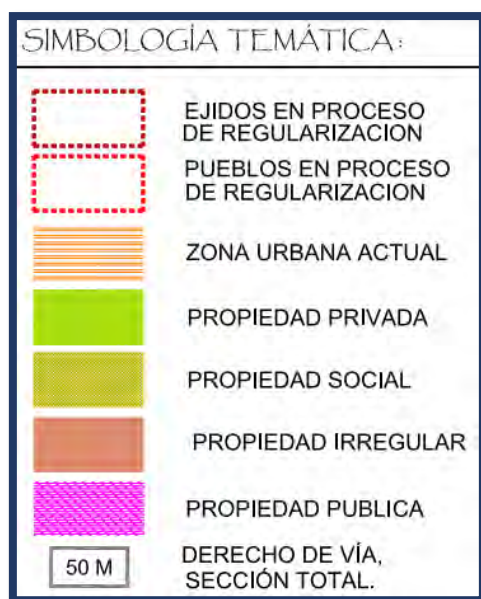 SIMBOLOGÍA TEMÁTICA:
EJIDOS EN PROCESO
DE REGULARIZACION
PUEBLOS EN PROCESO
DE REGULARIZACION
ZONA URBANA ACTUAL
PROPIEDAD PRIVADA
PROPIEDAD SOCIAL
PROPIEDAD IRREGULAR
PROPIEDAD PUBLICA
50 M
DERECHO DE VÍA,
SECCIÓN TOTAL.